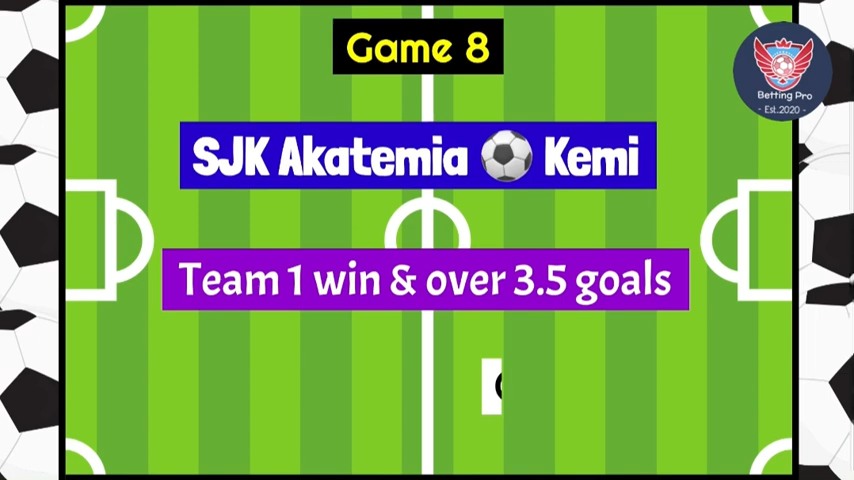 Game 8
Betting Pro
- Est.2020 -
SJK Akatemia Kemi
Team 1 win & over 3.5 goals